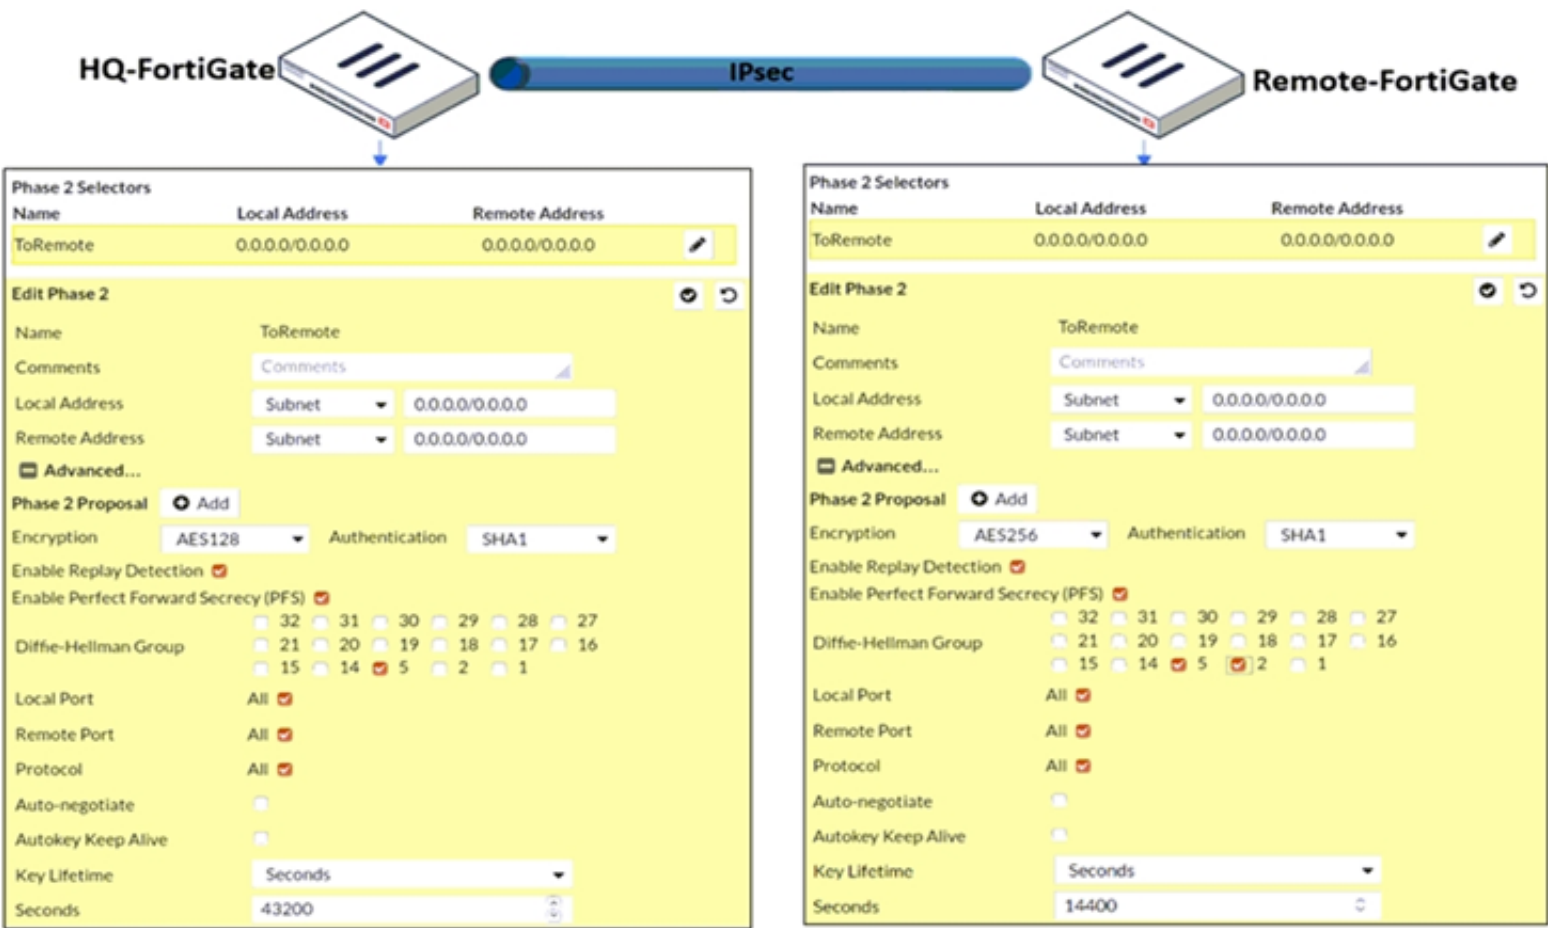 HQ-FortiGate
IPsec
Remote-FortiGate
Phase 2 Selectors
Name Local Address Remote Address
ToRemote 0.0.0.0/0.0.0.0 0.0.0.0/0.0.0.0
Edit Phase 2
Name ToRemote
Comments Comments
Local Address Subnet 0.0.0.0/0.0.0.0
Remote Address Subnet 0.0.0.0/0.0.0.0
Advanced...
Phase 2 Proposal Add
Encryption AES128 Authentication SHA1
Enable Replay Detection
Enable Perfect Forward Secrecy (PFS)
32 31 30 29 28 27
Diffie-Hellman Group 21 20 19 18 17 16
15 14 5 2 1
Local Port All
Remote Port All
Protocol All
Auto-negotiate
Autokey Keep Alive
Key Lifetime Seconds
Seconds 43200
Phase 2 Selectors
Name Local Address Remote Address
ToRemote 0.0.0.0/0.0.0.0 0.0.0.0/0.0.0.0
Edit Phase 2
Name ToRemote
Comments Comments
Local Address Subnet 0.0.0.0/0.0.0.0
Remote Address Subnet 0.0.0.0/0.0.0.0
Advanced...
Phase 2 Proposal Add
Encryption AES256 Authentication SHA1
Enable Replay Detection
Enable Perfect Forward Secrecy (PFS)
32 31 30 29 28 27
Diffie-Hellman Group 21 20 19 18 17 16
15 14 5 2 1
Local Port All
Remote Port All
Protocol All
Auto-negotiate
Autokey Keep Alive
Key Lifetime Seconds
Seconds 14400